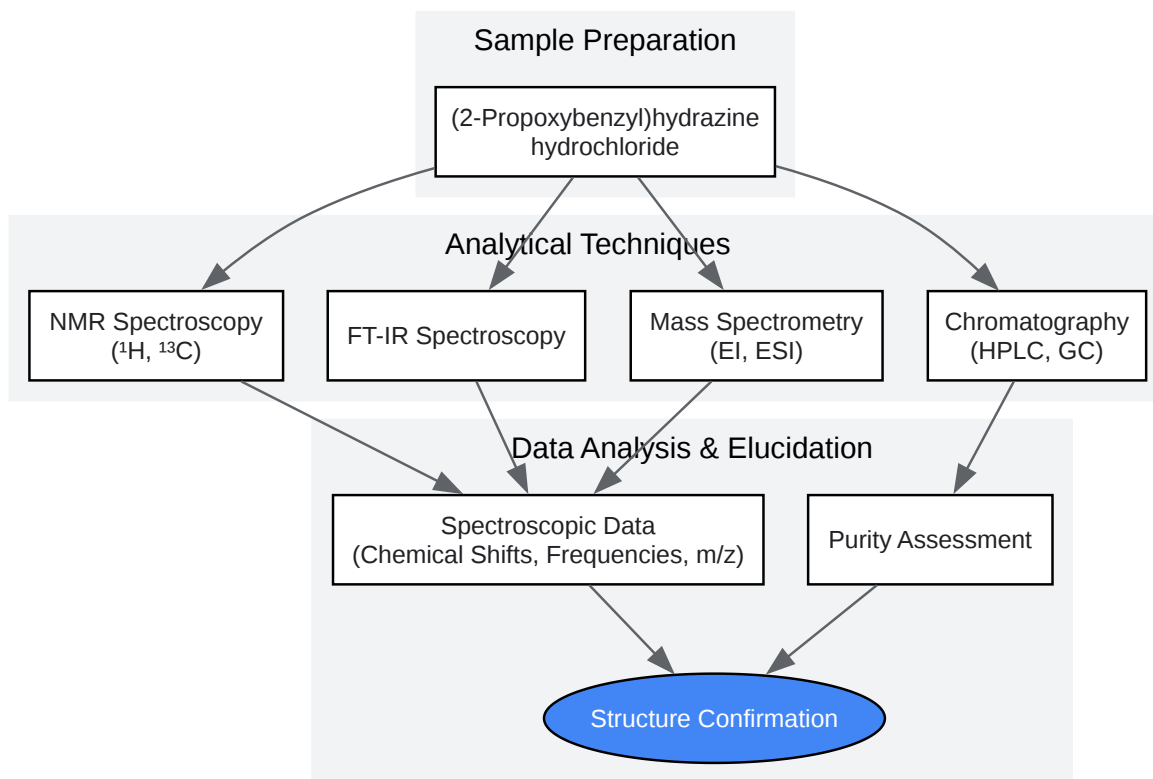 Sample Preparation
(2-Propoxybenzyl)hydrazine
hydrochloride
Analytical Techniques
NMR Spectroscopy
(¹H, ¹³C)
FT-IR Spectroscopy
Mass Spectrometry
(EI, ESI)
Chromatography
(HPLC, GC)
Data Analysis & Elucidation
Spectroscopic Data
(Chemical Shifts, Frequencies, m/z)
Purity Assessment
Structure Confirmation